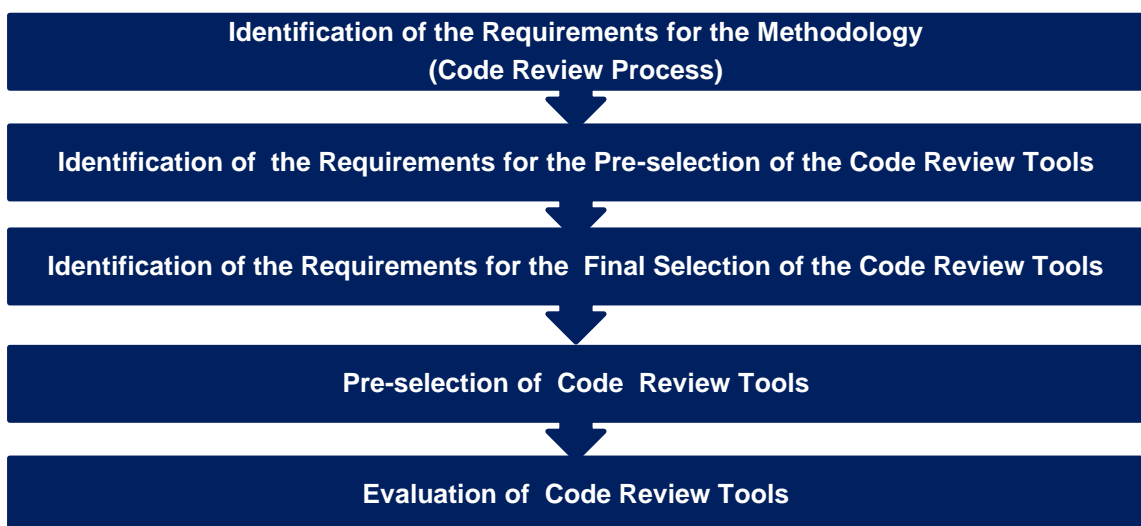 Identification of the Requirements for the Methodology
(Code Review Process)
Identification of the Requirements for the Pre-selection of the Code Review Tools
Identification of the Requirements for the Final Selection of the Code Review Tools
Pre-selection of Code Review Tools
Evaluation of Code Review Tools